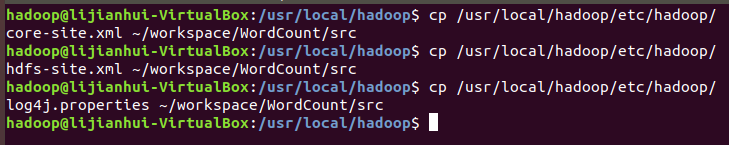 hadoop@lijianhui-VirtualBox:/usr/local/hadoop$ cp /usr/local/hadoop/etc/hadoop/
core-site.xml ~/workspace/WordCount/src
hadoop@lijianhui-VirtualBox:/usr/local/hadoop$ cp /usr/local/hadoop/etc/hadoop/
hdfs-site.xml ~/workspace/WordCount/src
hadoop@lijianhui-VirtualBox:/usr/local/hadoop$ cp /usr/local/hadoop/etc/hadoop/
log4j.properties ~/workspace/WordCount/src
hadoop@lijianhui-VirtualBox:/usr/local/hadoop$